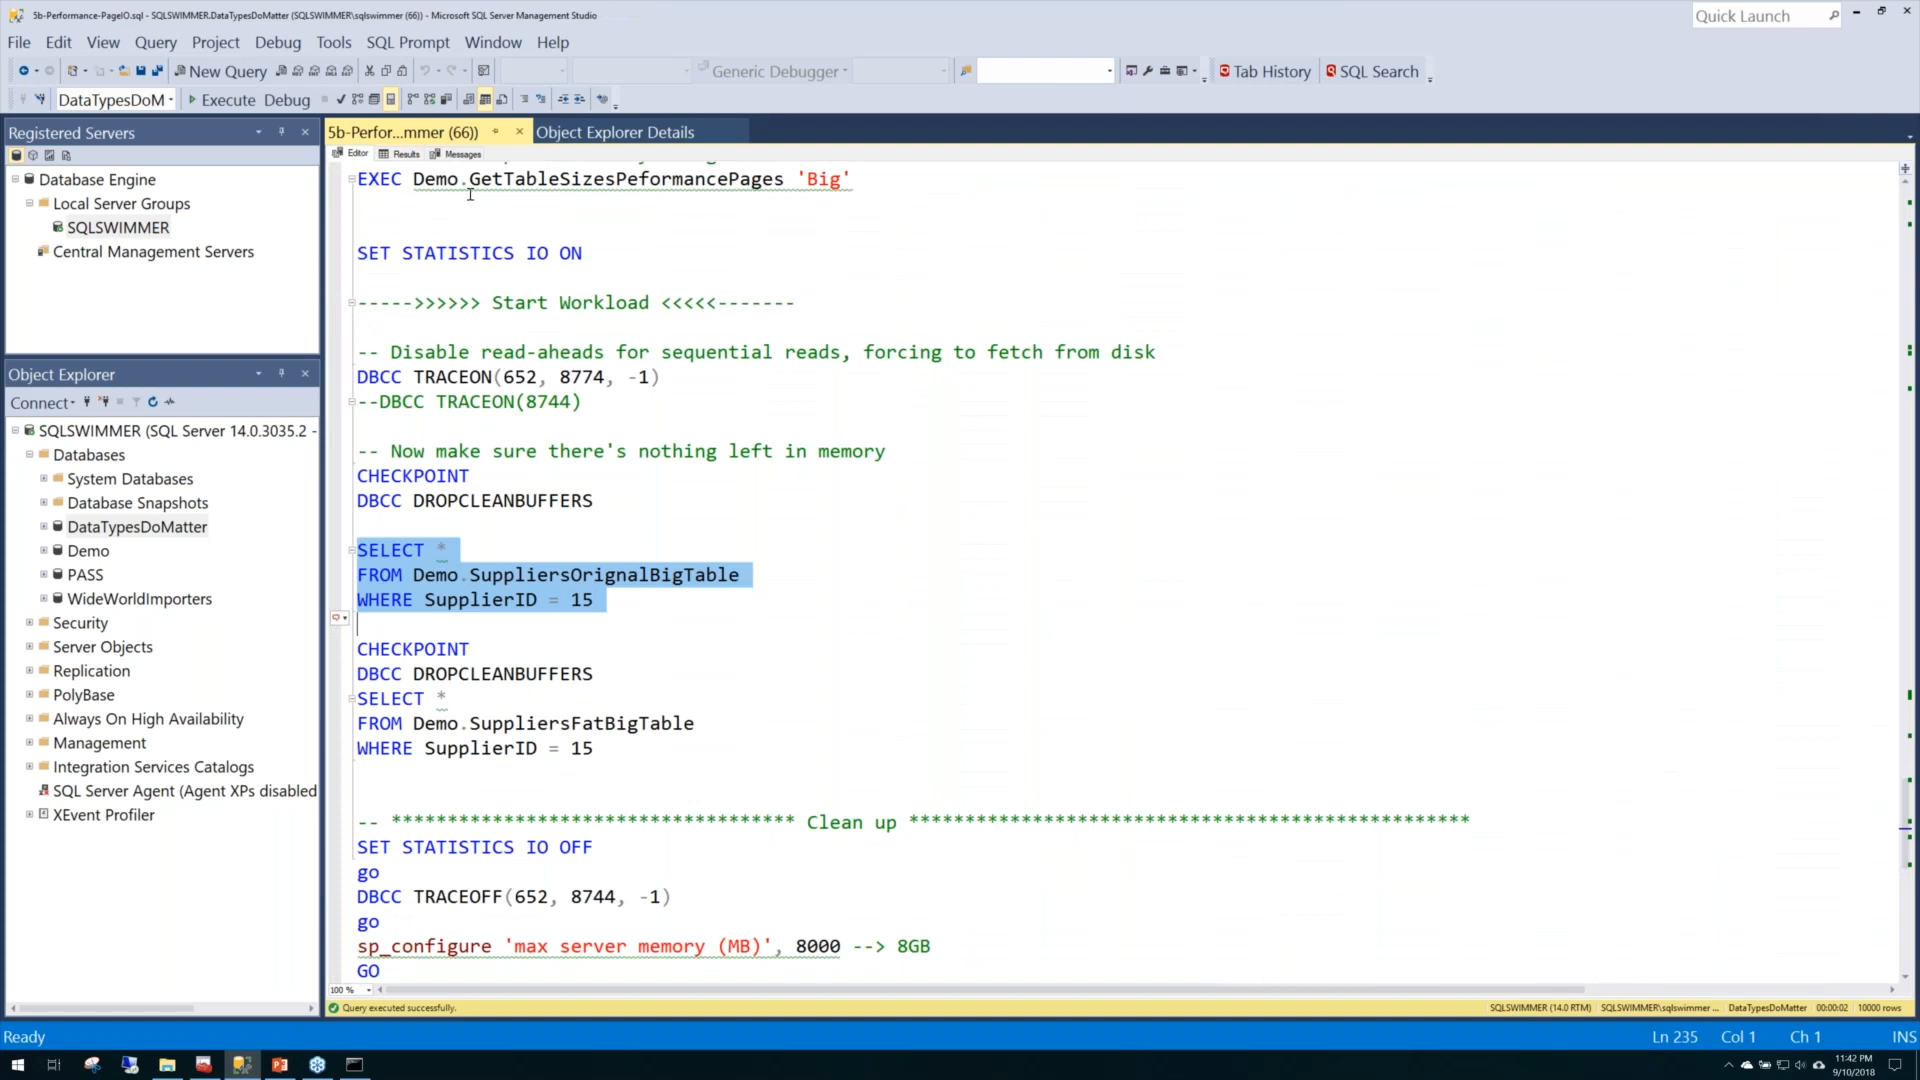 5b-Performance-PageIO.sql - SQLSWIMMER.DataTypesDoMatter (SQLSWIMMER\sqlswimmer (66)) - Microsoft SQL Server Management Studio
Quick Launch
File Edit View Query Project Debug Tools SQL Prompt Window Help
New Query
Generic Debugger
Tab History
SQL Search
DataTypesDoM
Execute Debug
Registered Servers
Database Engine
Local Server Groups
SQLSWIMMER
Central Management Servers
Object Explorer
Connect
SQLSWIMMER (SQL Server 14.0.3035.2 -
Databases
System Databases
Database Snapshots
DataTypesDoMatter
Demo
PASS
WideWorldImporters
Security
Server Objects
Replication
PolyBase
Always On High Availability
Management
Integration Services Catalogs
SQL Server Agent (Agent XPs disabled
XEvent Profiler
5b-Perfor...mmer (66))
Object Explorer Details
Editor Results Messages
EXEC Demo.GetTableSizesPeformancePages 'Big'
SET STATISTICS IO ON
----->>>>>> Start Workload <<<<<-------
-- Disable read-aheads for sequential reads, forcing to fetch from disk
DBCC TRACEON(652, 8774, -1)
--DBCC TRACEON(8744)
-- Now make sure there's nothing left in memory
CHECKPOINT
DBCC DROPCLEANBUFFERS
SELECT *
FROM Demo.SuppliersOrignalBigTable
WHERE SupplierID = 15
CHECKPOINT
DBCC DROPCLEANBUFFERS
SELECT *
FROM Demo.SuppliersFatBigTable
WHERE SupplierID = 15
-- ************************************ Clean up **************************************************
SET STATISTICS IO OFF
go
DBCC TRACEOFF(652, 8744, -1)
go
sp_configure 'max server memory (MB)', 8000 --> 8GB
GO
100 %
Query executed successfully.
SQLSWIMMER (14.0 RTM) SQLSWIMMER\sqlswimmer ... DataTypesDoMatter 00:00:02 10000 rows
Ready
Ln 235 Col 1 Ch 1 INS
11:42 PM
9/10/2018